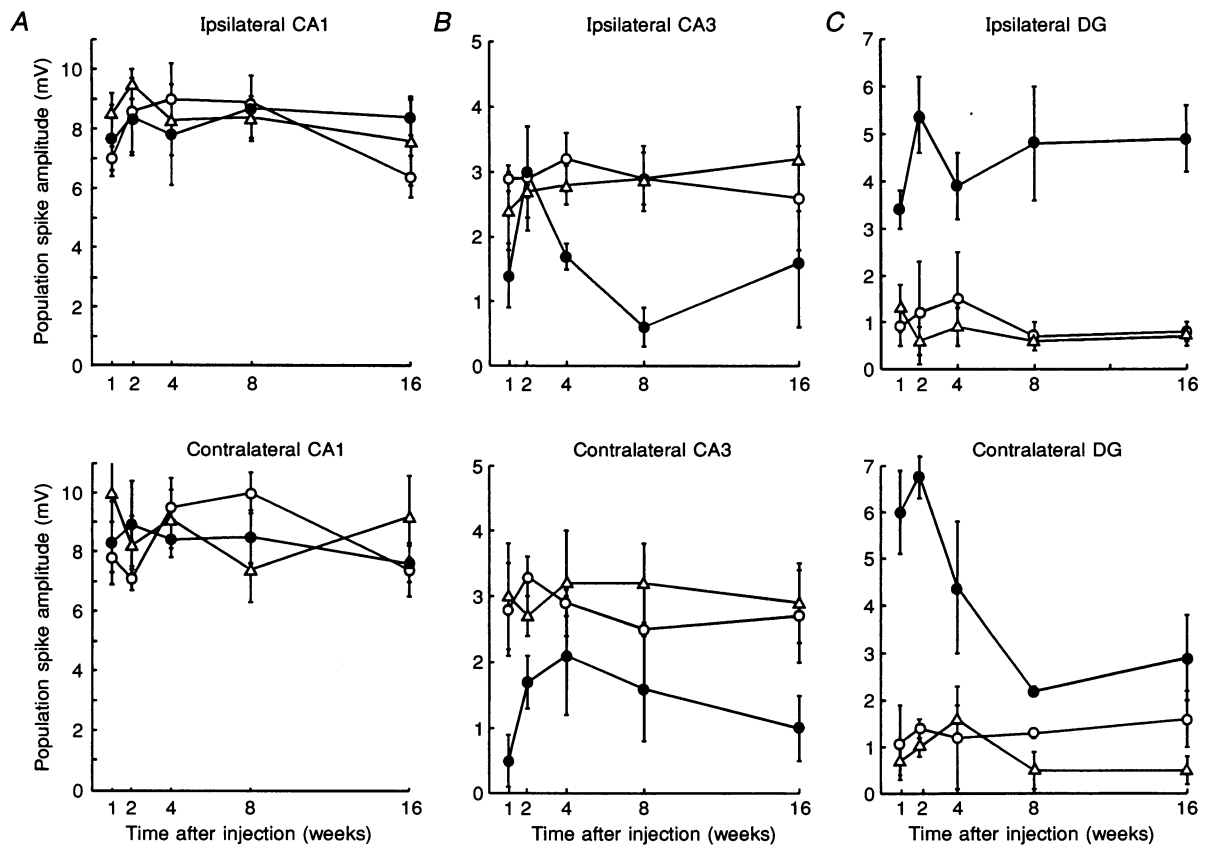 A
Ipsilateral CA1
Population spike amplitude (mV)
10
8
6
4
2
0
1 2 4 8 16
B
Ipsilateral CA3
5
4
3
2
1
0
1 2 4 8 16
C
Ipsilateral DG
7
6
5
4
3
2
1
0
1 2 4 8 16
Contralateral CA1
Population spike amplitude (mV)
10
8
6
4
2
0
1 2 4 8 16
Time after injection (weeks)
Contralateral CA3
5
4
3
2
1
0
1 2 4 8 16
Time after injection (weeks)
Contralateral DG
7
6
5
4
3
2
1
0
1 2 4 8 16
Time after injection (weeks)